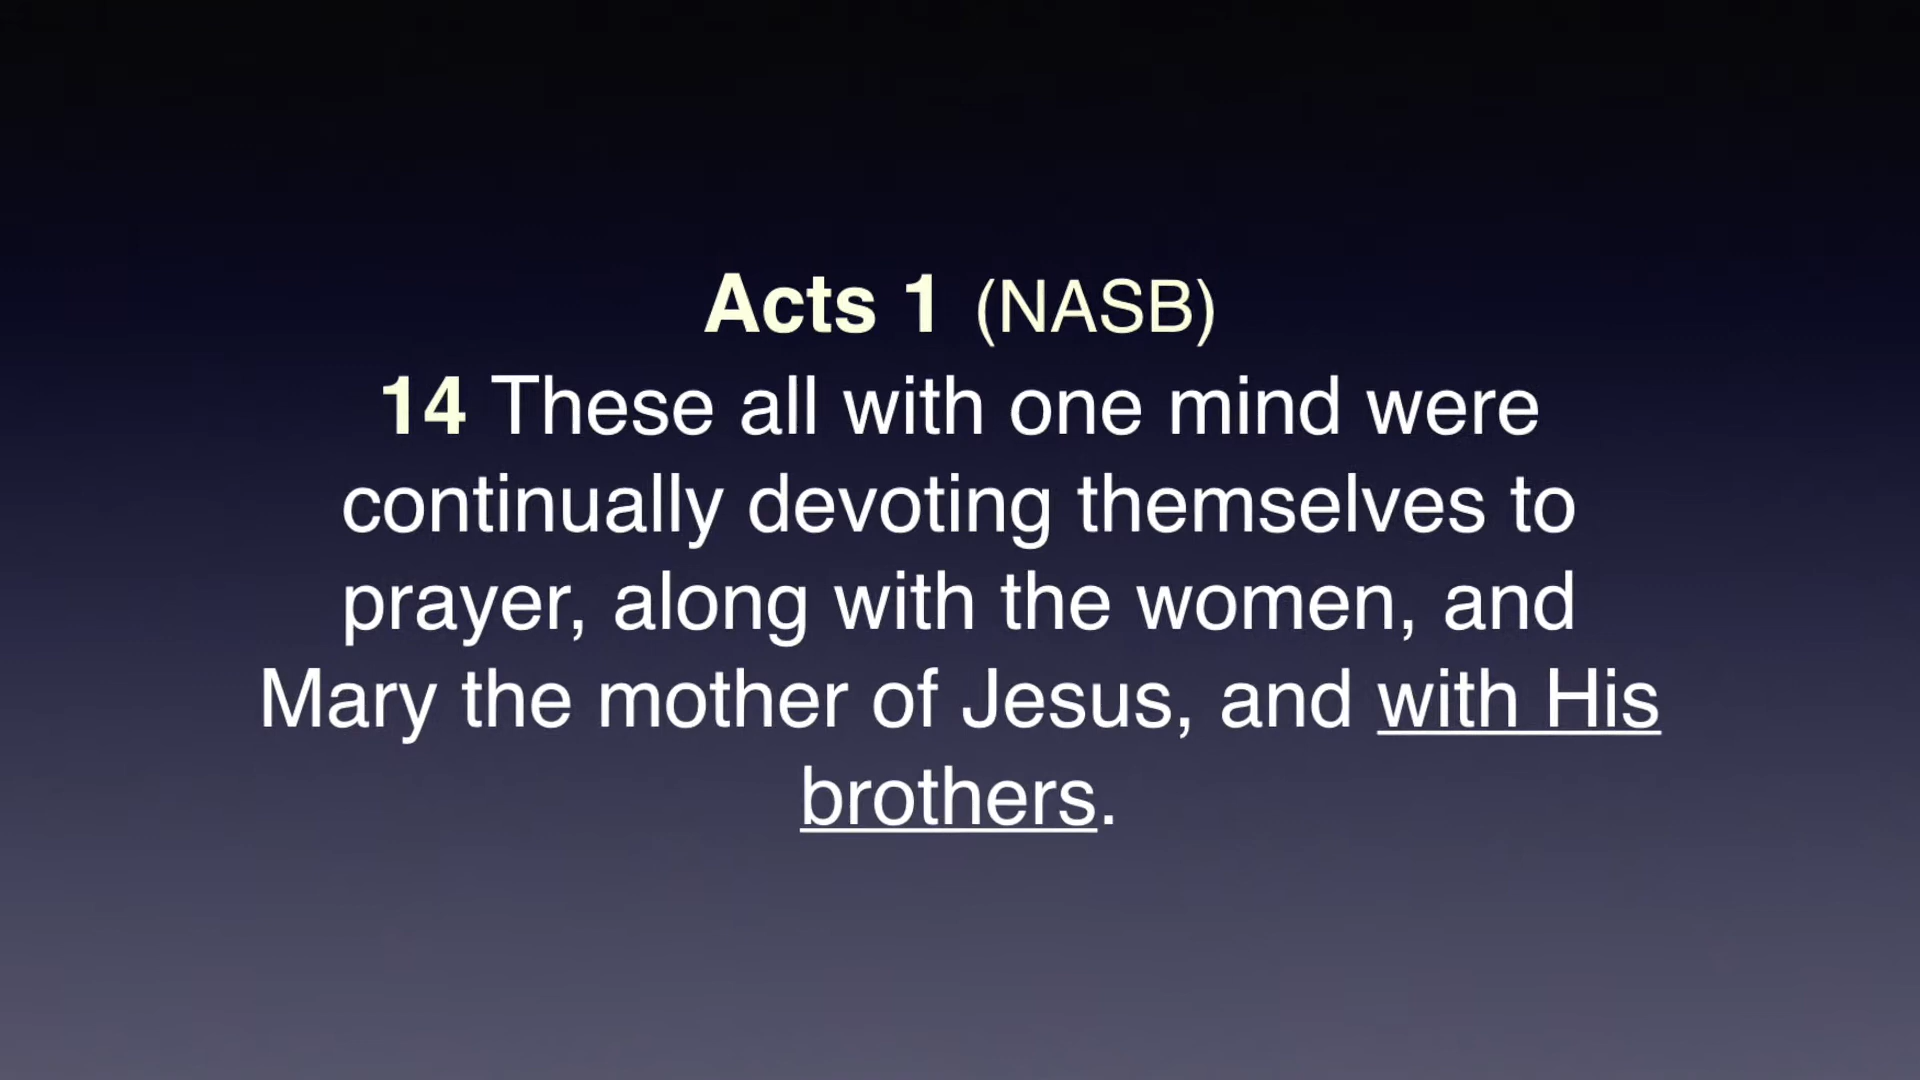 Acts 1 (NASB)
14 These all with one mind were
continually devoting themselves to
prayer, along with the women, and
Mary the mother of Jesus, and with His
brothers.